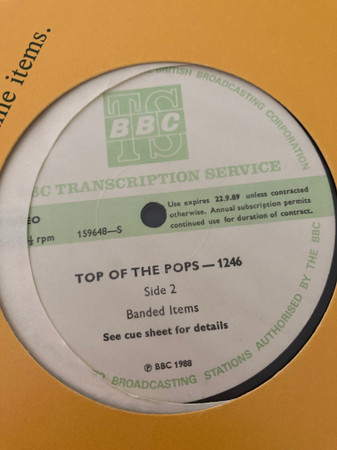 items.
TS
BBC
BRITISH BROADCASTING CORPORATION
BBC TRANSCRIPTION SERVICE
Use expires 22.9.89 unless contracted
otherwise. Annual subscription permits
continued use for duration of contract.
EO
⅓ rpm 159648—S
TOP OF THE POPS — 1246
Side 2
Banded Items
See cue sheet for details
℗ BBC 1988
BROADCASTING STATIONS AUTHORISED BY THE BBC